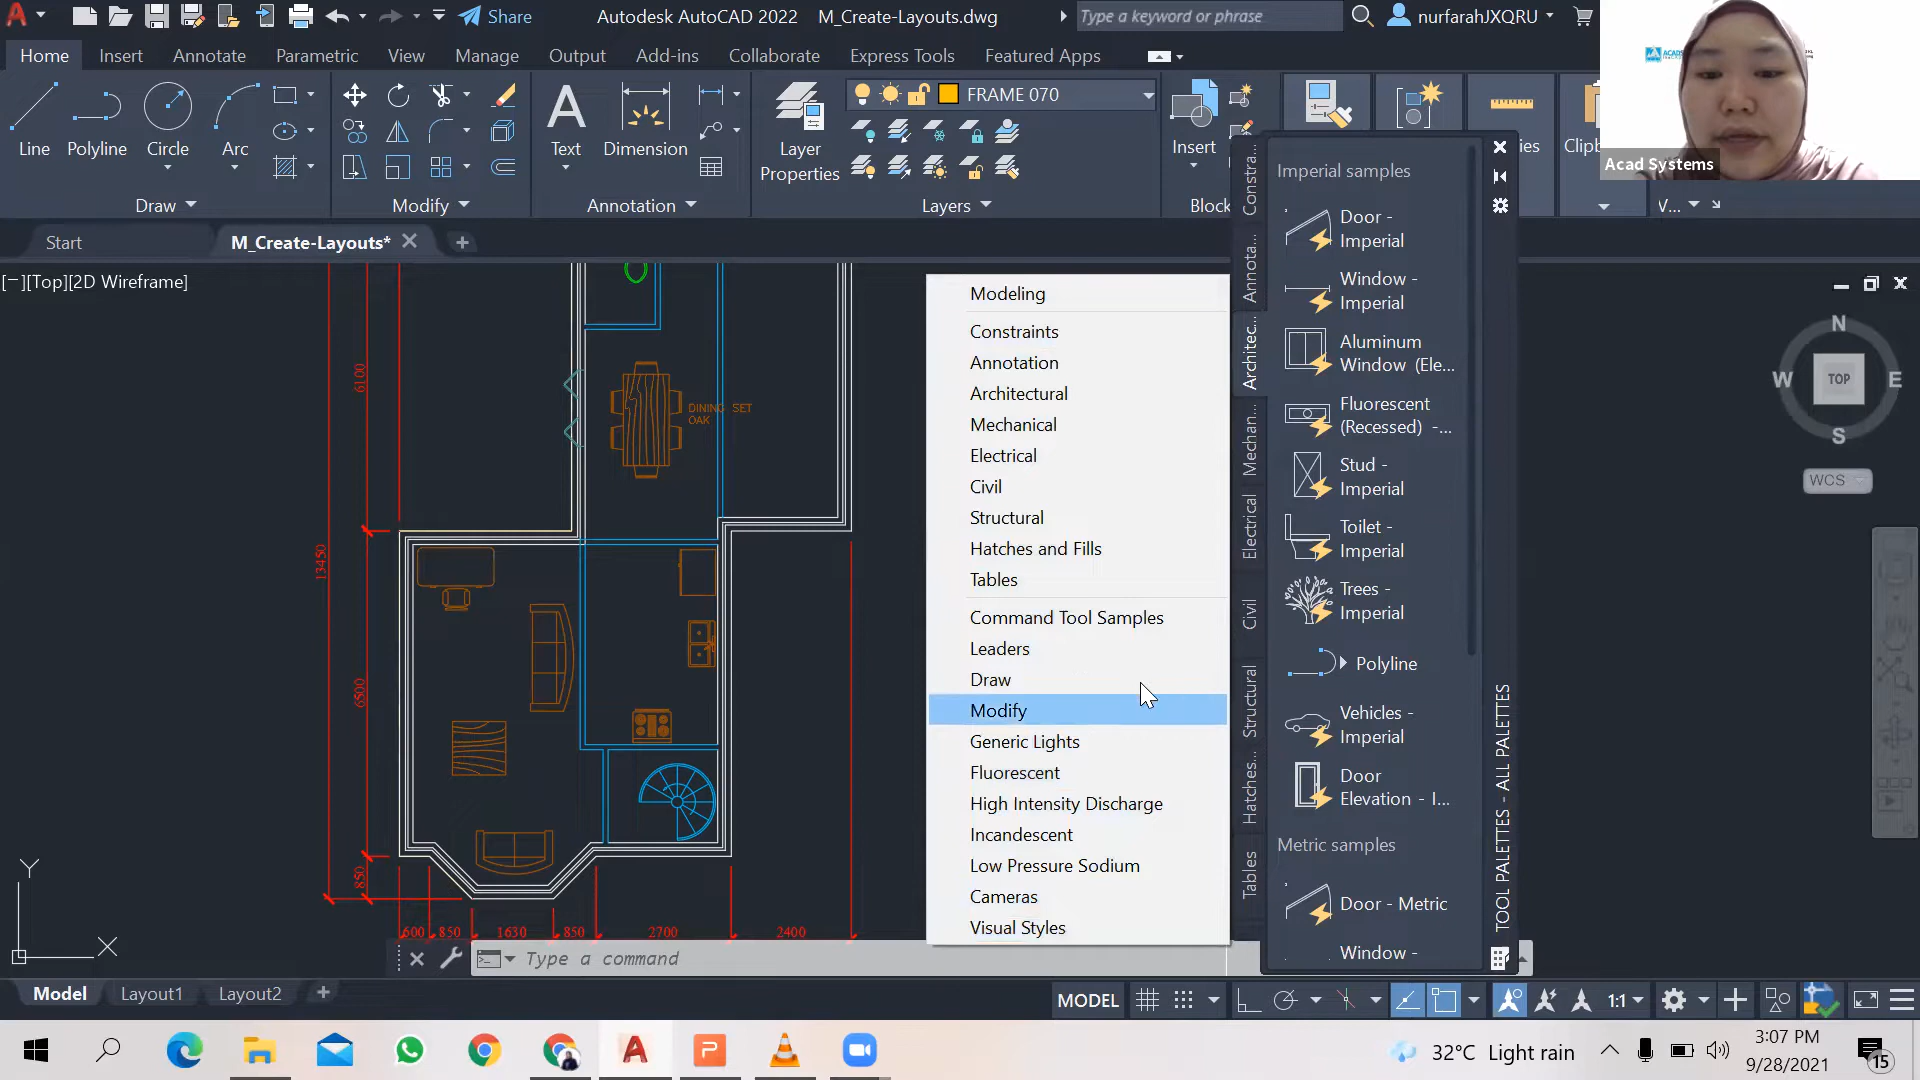 Share
Autodesk AutoCAD 2022
M_Create-Layouts.dwg
Type a keyword or phrase
nurfarahJXQRU
Home
Insert
Annotate
Parametric
View
Manage
Output
Add-ins
Collaborate
Express Tools
Featured Apps
Line
Polyline
Circle
Arc
Draw
Modify
Text
Dimension
Annotation
Layer
Properties
FRAME 070
Layers
Insert
Block
ies
Clipb
V...
Acad Systems
Start
M_Create-Layouts*
[−][Top][2D Wireframe]
6100
13450
6500
850
DINING SET
OAK
600
850
1630
850
2700
2400
Y
X
Modeling
Constraints
Annotation
Architectural
Mechanical
Electrical
Civil
Structural
Hatches and Fills
Tables
Command Tool Samples
Leaders
Draw
Modify
Generic Lights
Fluorescent
High Intensity Discharge
Incandescent
Low Pressure Sodium
Cameras
Visual Styles
Constra...
Annota...
Architec...
Mechan...
Electrical
Civil
Structural
Hatches...
Tables
Imperial samples
Door -
Imperial
Window -
Imperial
Aluminum
Window (Ele...
Fluorescent
(Recessed) -...
Stud -
Imperial
Toilet -
Imperial
Trees -
Imperial
Polyline
Vehicles -
Imperial
Door
Elevation - I...
Metric samples
Door - Metric
Window -
TOOL PALETTES - ALL PALETTES
N
W
TOP
E
S
WCS
Type a command
Model
Layout1
Layout2
MODEL
1:1
32°C Light rain
3:07 PM
9/28/2021
15